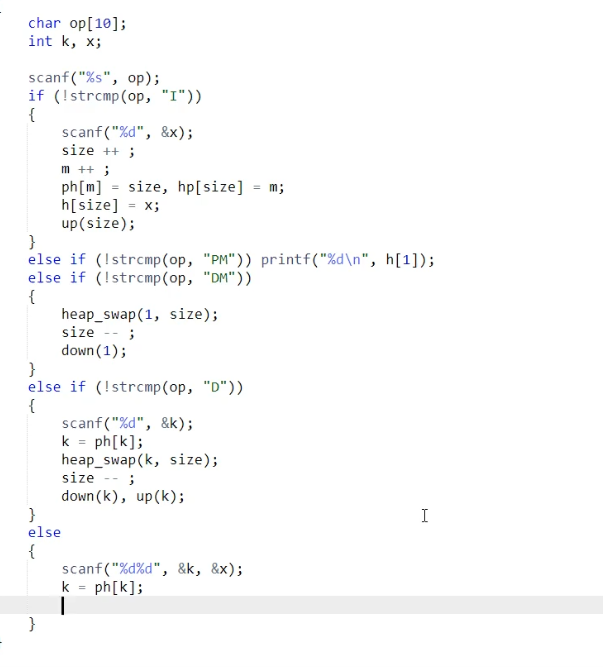 char op[10];
int k, x;
scanf("%s", op);
if (!strcmp(op, "I"))
{
scanf("%d", &x);
size ++ ;
m ++ ;
ph[m] = size, hp[size] = m;
h[size] = x;
up(size);
}
else if (!strcmp(op, "PM")) printf("%d\n", h[1]);
else if (!strcmp(op, "DM"))
{
heap_swap(1, size);
size -- ;
down(1);
}
else if (!strcmp(op, "D"))
{
scanf("%d", &k);
k = ph[k];
heap_swap(k, size);
size -- ;
down(k), up(k);
}
else
{
scanf("%d%d", &k, &x);
k = ph[k];
}